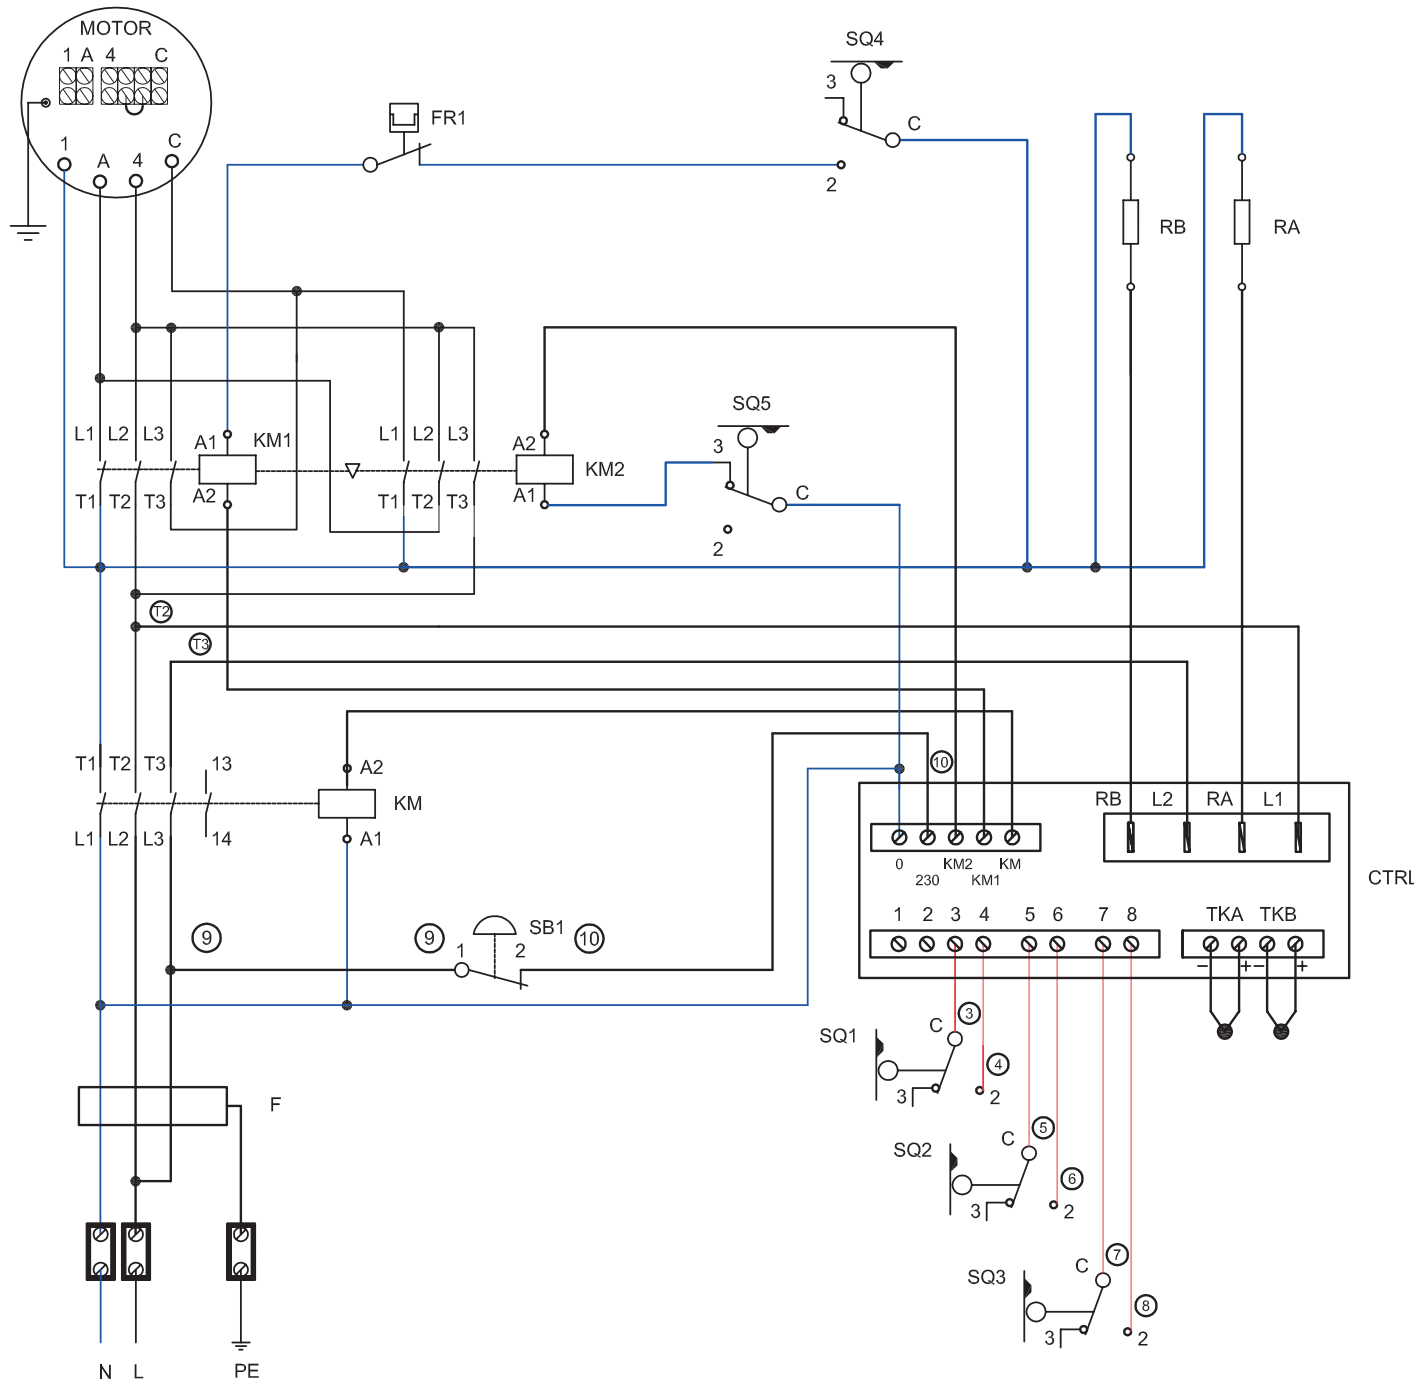 MOTOR
SQ4
1 A 4 C
3
FR1
C
1 A 4 C
2
RB
RA
SQ5
L1 L2 L3
A1
KM1
L1 L2 L3
A2
3
KM2
T1 T2 T3
A2
T1 T2 T3
A1
C
2
T2
T3
T1 T2 T3 13
A2
10
KM
RB L2 RA L1
L1 L2 L3 14
A1
0 KM2 KM
230 KM1
CTRL
1 2 3 4 5 6 7 8
TKA TKB
9
9
1
SB1
2
10
- + - +
SQ1
C
3
4
3
2
F
SQ2
C
5
6
3
2
SQ3
C
7
8
3
2
N L PE